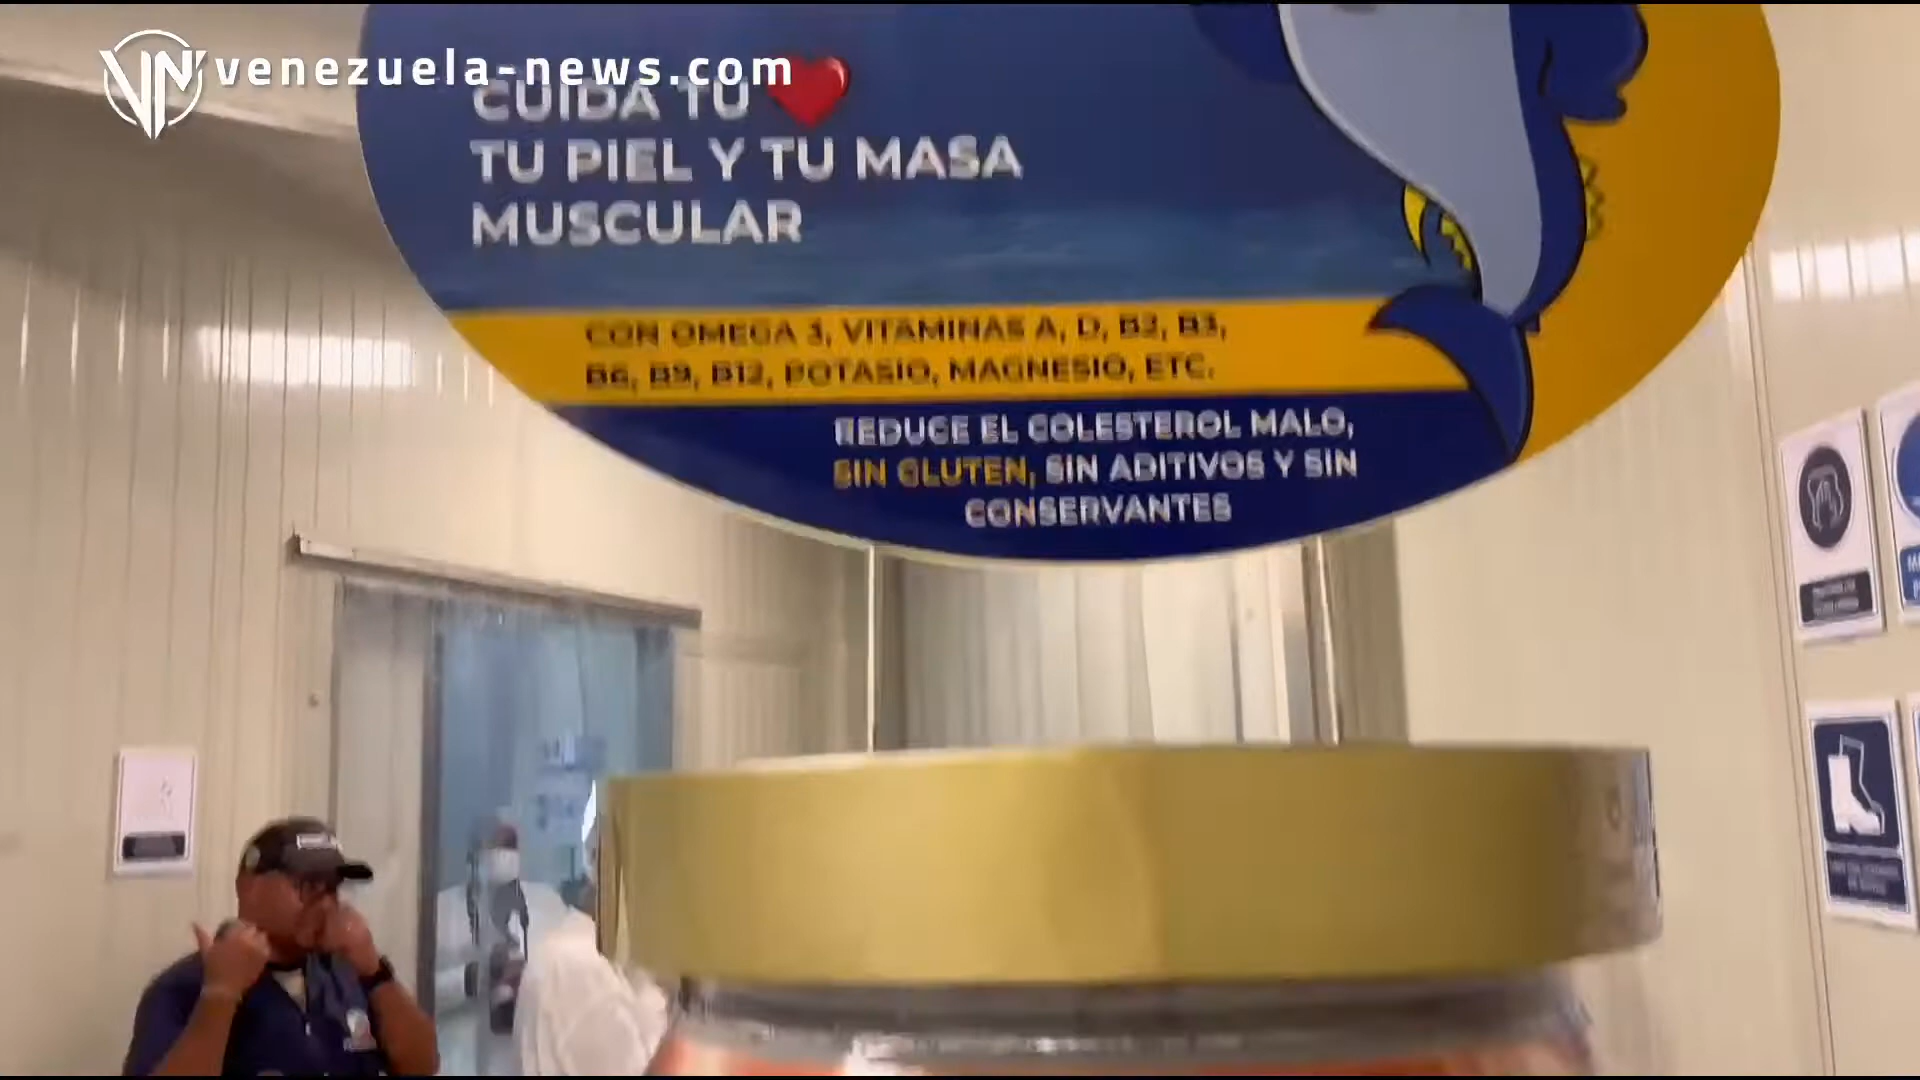 venezuela-news.com
CUIDA TU
TU PIEL Y TU MASA
MUSCULAR
CON OMEGA 3, VITAMINAS A, D, B2, B3,
B6, B9, B12, POTASIO, MAGNESIO, ETC.
REDUCE EL COLESTEROL MALO,
SIN GLUTEN, SIN ADITIVOS Y SIN
CONSERVANTES